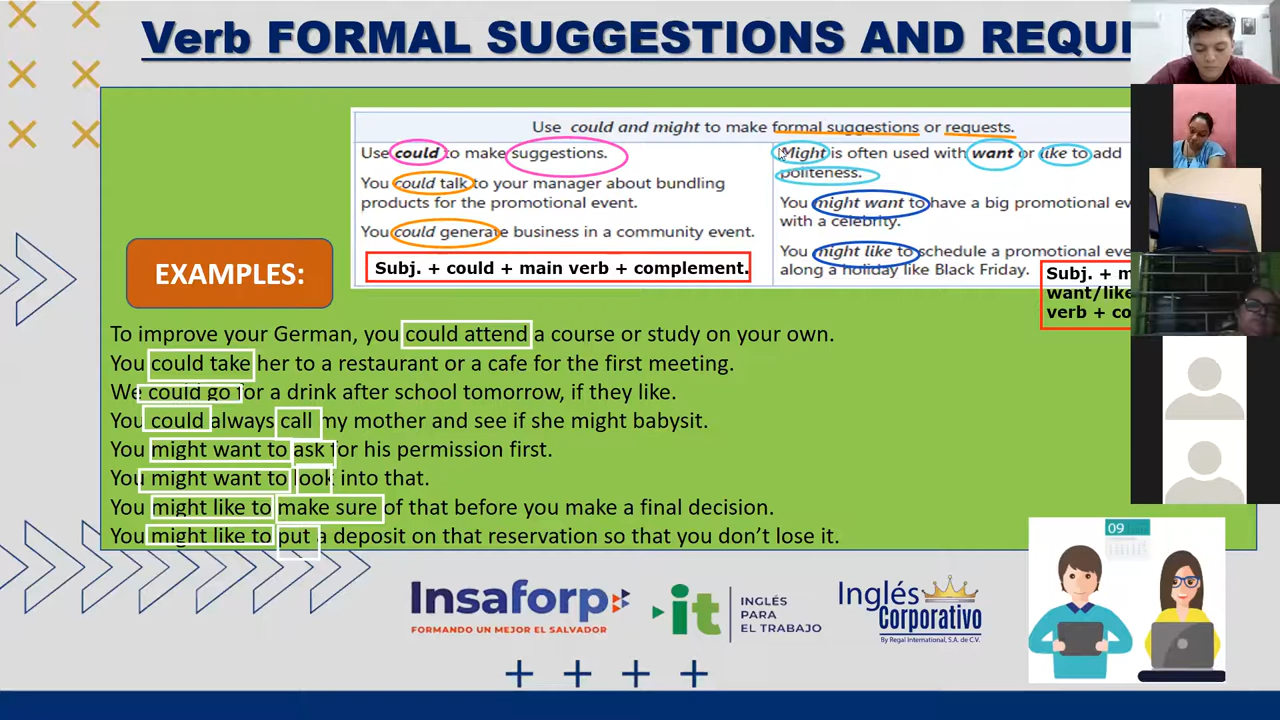 Verb FORMAL SUGGESTIONS AND REQU
Use could and might to make formal suggestions or requests.
Use could to make suggestions.
You could talk to your manager about bundling
products for the promotional event.
You could generate business in a community event.
Subj. + could + main verb + complement.
Might is often used with want or like to add
politeness.
You might want to have a big promotional ev
with a celebrity.
You might like to schedule a promotional eve
along a holiday like Black Friday.
Subj. + m
want/like
verb + co
EXAMPLES:
To improve your German, you could attend a course or study on your own.
You could take her to a restaurant or a cafe for the first meeting.
We could go for a drink after school tomorrow, if they like.
You could always call my mother and see if she might babysit.
You might want to ask for his permission first.
You might want to look into that.
You might like to make sure of that before you make a final decision.
You might like to put a deposit on that reservation so that you don't lose it.
09
Insaforp
FORMANDO UN MEJOR EL SALVADOR
it
INGLÉS
PARA
EL TRABAJO
Inglés
Corporativo
By Regal International, S.A. de C.V.